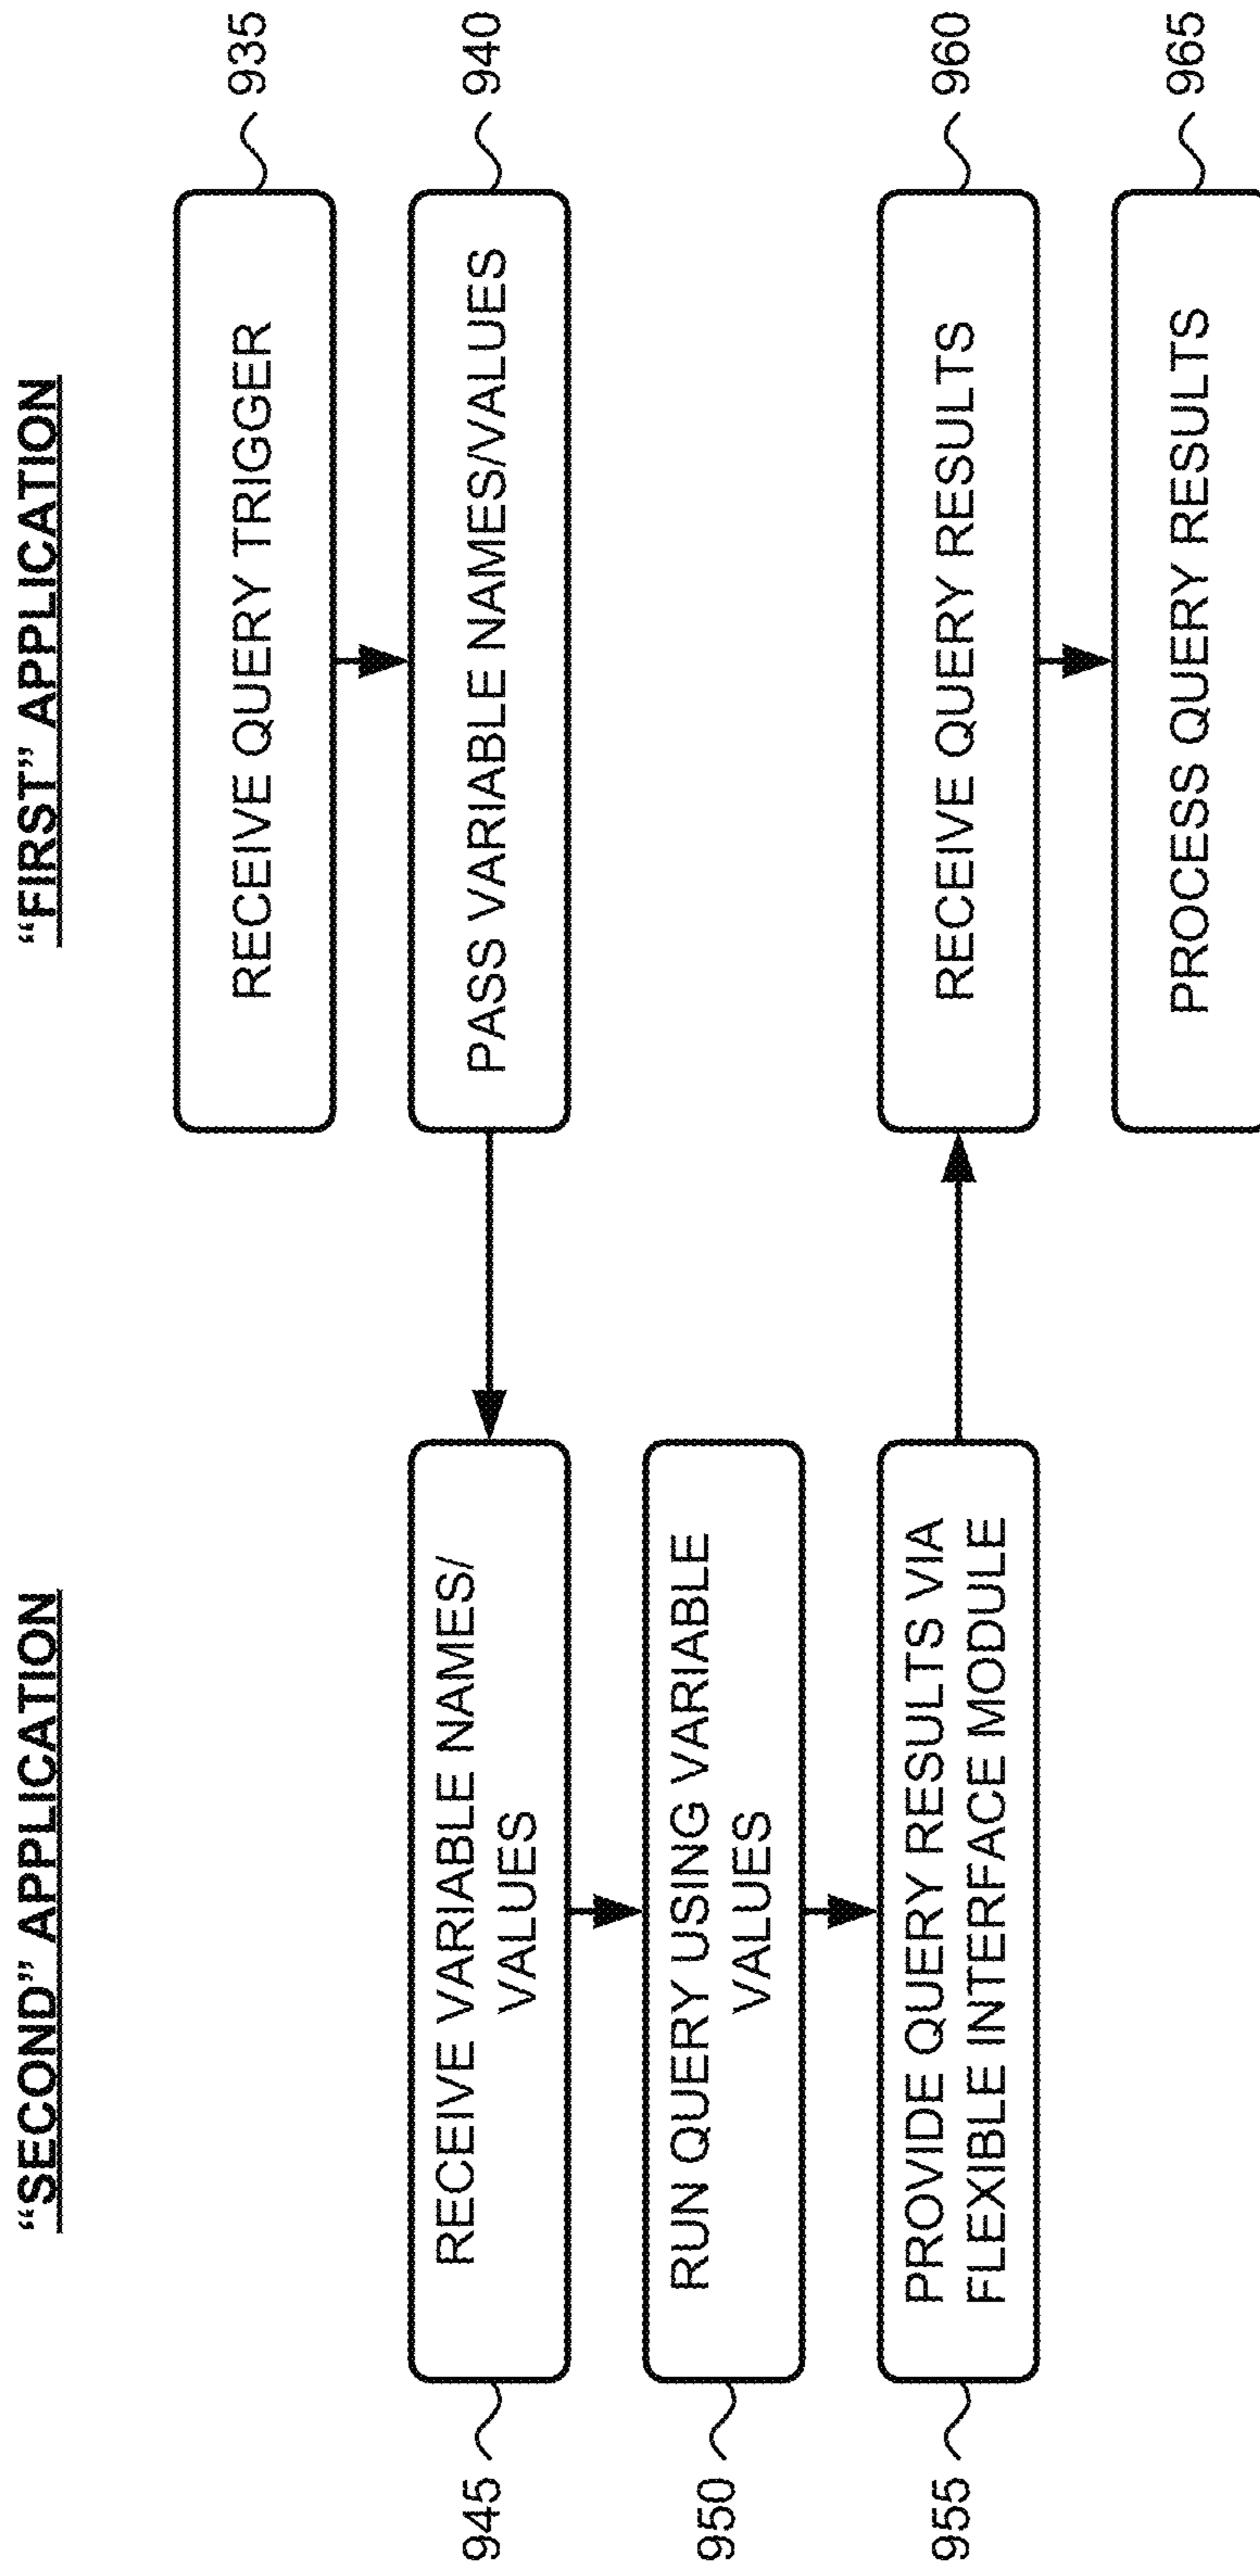 “SECOND” APPLICATION
“FIRST” APPLICATION
RECEIVE QUERY TRIGGER
935
PASS VARIABLE NAMES/VALUES
940
945
RECEIVE VARIABLE NAMES/
VALUES
950
RUN QUERY USING VARIABLE
VALUES
955
PROVIDE QUERY RESULTS VIA
FLEXIBLE INTERFACE MODULE
RECEIVE QUERY RESULTS
960
PROCESS QUERY RESULTS
965